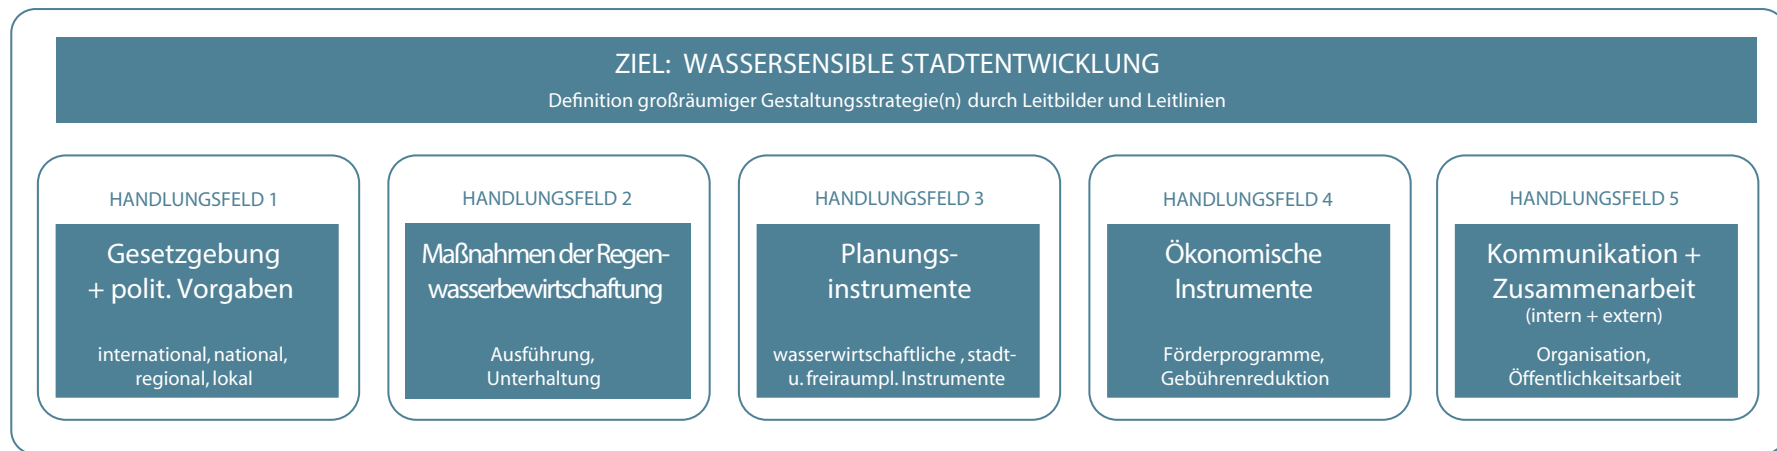 ZIEL: WASSERSENSIBLE STADTENTWICKLUNG
Definition großräumiger Gestaltungsstrategie(n) durch Leitbilder und Leitlinien
HANDLUNGSFELD 1
Gesetzgebung
+ polit. Vorgaben
international, national,
regional, lokal
HANDLUNGSFELD 2
Maßnahmen der Regen-
wasserbewirtschaftung
Ausführung,
Unterhaltung
HANDLUNGSFELD 3
Planungs-
instrumente
wasserwirtschaftliche , stadt-
u. freiraumpl. Instrumente
HANDLUNGSFELD 4
Ökonomische
Instrumente
Förderprogramme,
Gebührenreduktion
HANDLUNGSFELD 5
Kommunikation +
Zusammenarbeit
(intern + extern)
Organisation,
Öffentlichkeitsarbeit